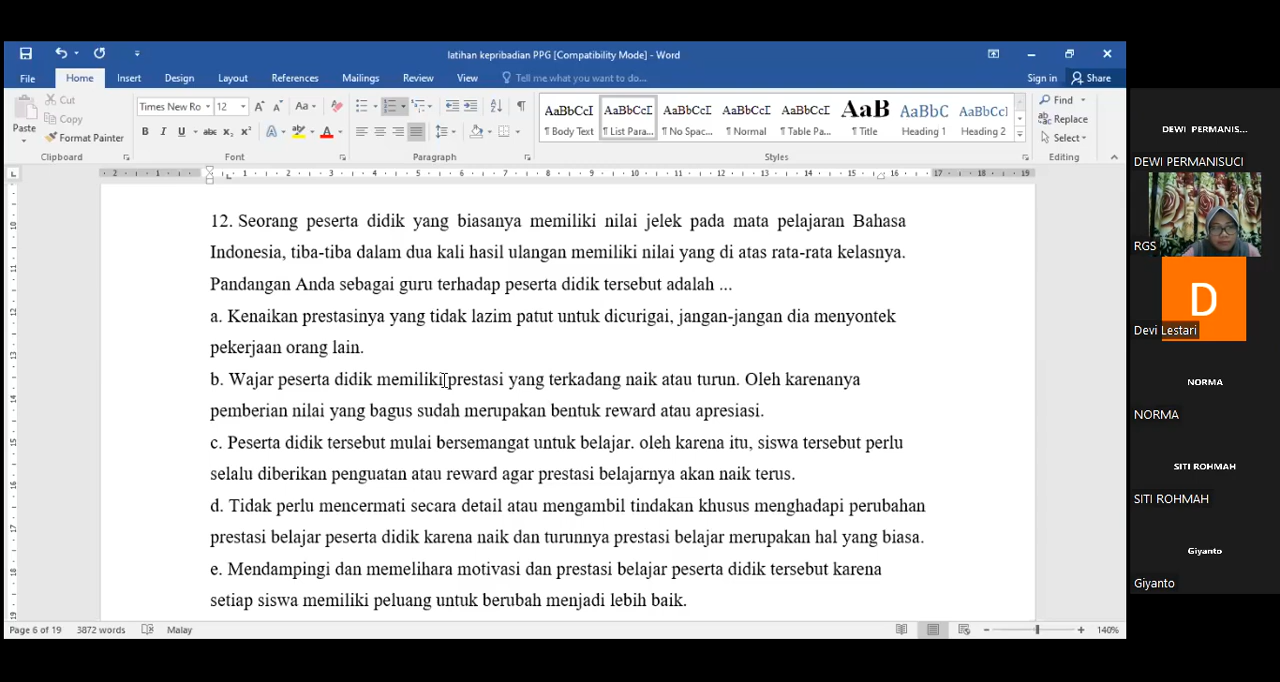 latihan kepribadian PPG [Compatibility Mode] - Word
File Home Insert Design Layout References Mailings Review View Tell me what you want to do... Sign in Share
Cut
Copy
Paste
Format Painter
Clipboard
Times New Ro 12
Font
Paragraph
AaBbCcI AaBbCcI AaBbCcI AaBbCcI AaBbCcI AaB AaBbC AaBbCcI
¶ Body Text ¶ List Para... ¶ No Spac... ¶ Normal ¶ Table Pa... ¶ Title Heading 1 Heading 2
Styles
Find
Replace
Select
Editing
12. Seorang peserta didik yang biasanya memiliki nilai jelek pada mata pelajaran Bahasa
Indonesia, tiba-tiba dalam dua kali hasil ulangan memiliki nilai yang di atas rata-rata kelasnya.
Pandangan Anda sebagai guru terhadap peserta didik tersebut adalah ...
a. Kenaikan prestasinya yang tidak lazim patut untuk dicurigai, jangan-jangan dia menyontek
pekerjaan orang lain.
b. Wajar peserta didik memiliki prestasi yang terkadang naik atau turun. Oleh karenanya
pemberian nilai yang bagus sudah merupakan bentuk reward atau apresiasi.
c. Peserta didik tersebut mulai bersemangat untuk belajar. oleh karena itu, siswa tersebut perlu
selalu diberikan penguatan atau reward agar prestasi belajarnya akan naik terus.
d. Tidak perlu mencermati secara detail atau mengambil tindakan khusus menghadapi perubahan
prestasi belajar peserta didik karena naik dan turunnya prestasi belajar merupakan hal yang biasa.
e. Mendampingi dan memelihara motivasi dan prestasi belajar peserta didik tersebut karena
setiap siswa memiliki peluang untuk berubah menjadi lebih baik.
Page 6 of 19 3872 words Malay 140%
DEWI PERMANIS...
DEWI PERMANISUCI
RGS
D
Devi Lestari
NORMA
NORMA
SITI ROHMAH
SITI ROHMAH
Giyanto
Giyanto